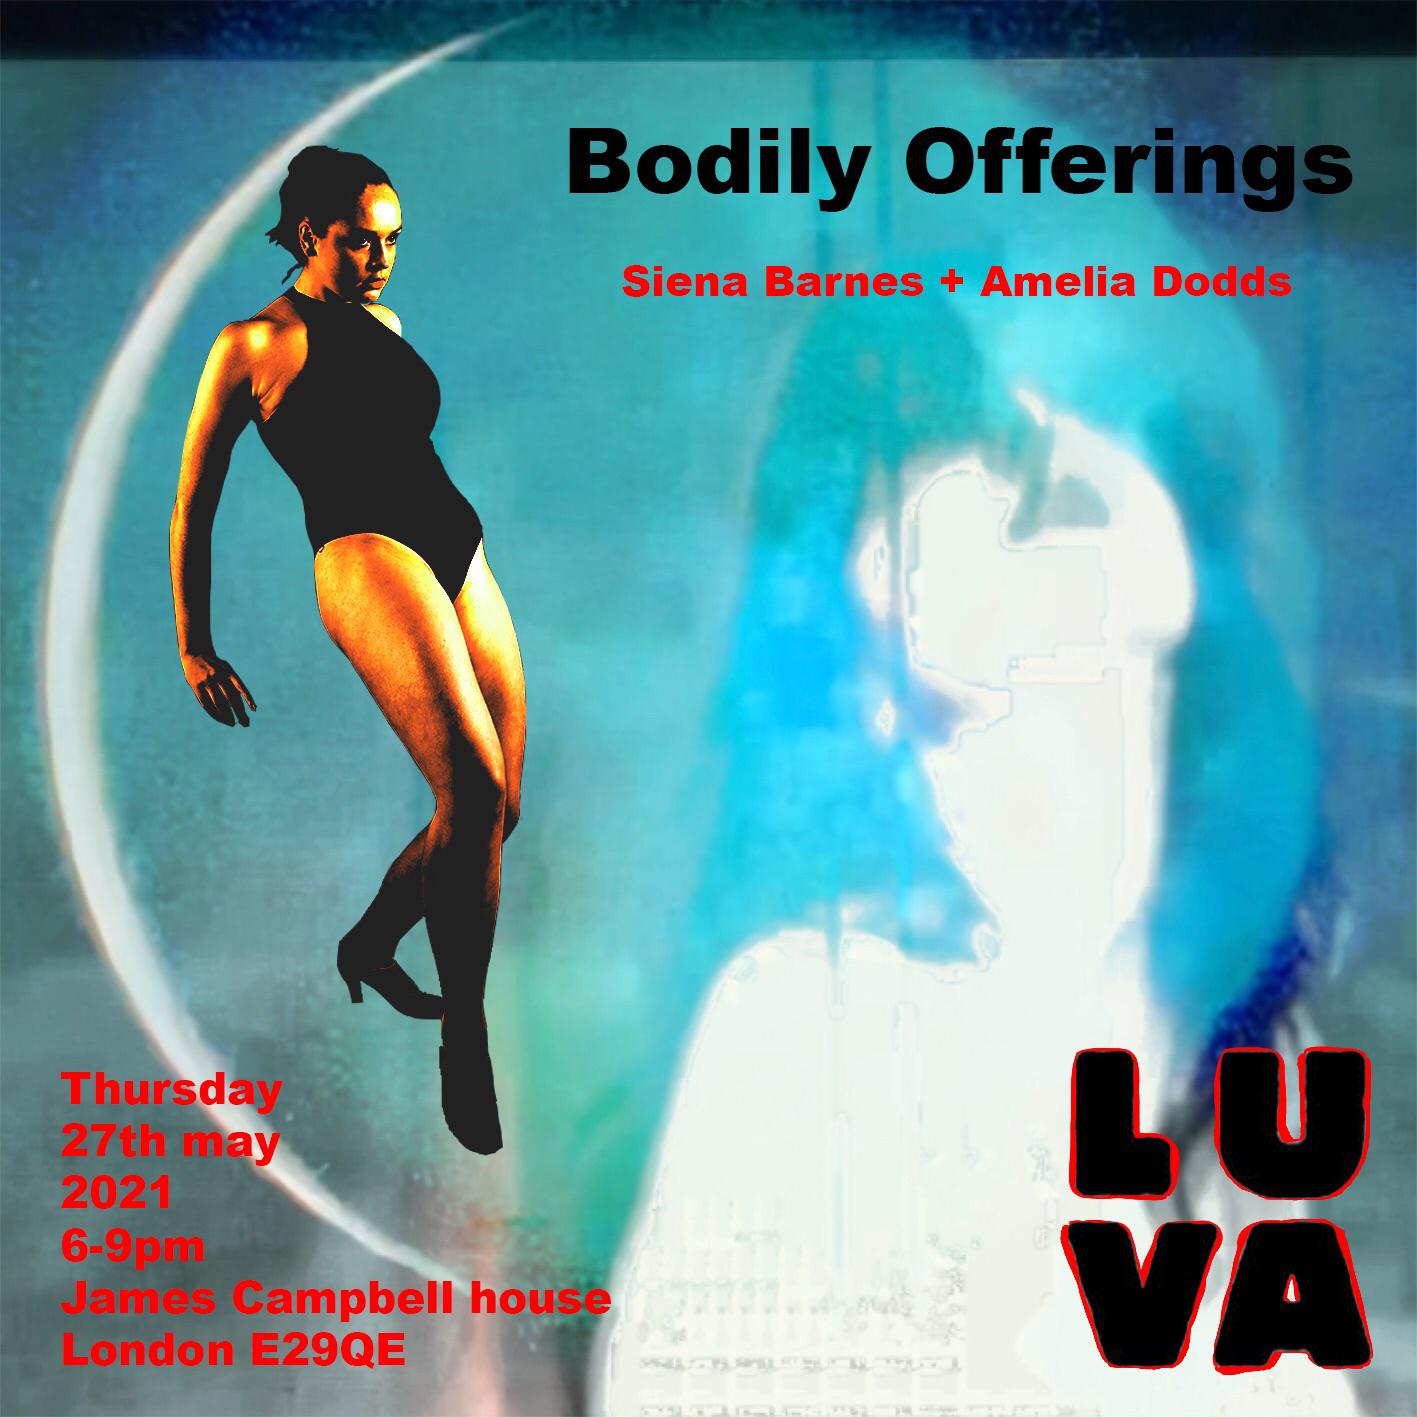 Bodily Offerings
Siena Barnes + Amelia Dodds
Thursday
27th may
2021
6-9pm
James Campbell house
London E29QE
LU
VA